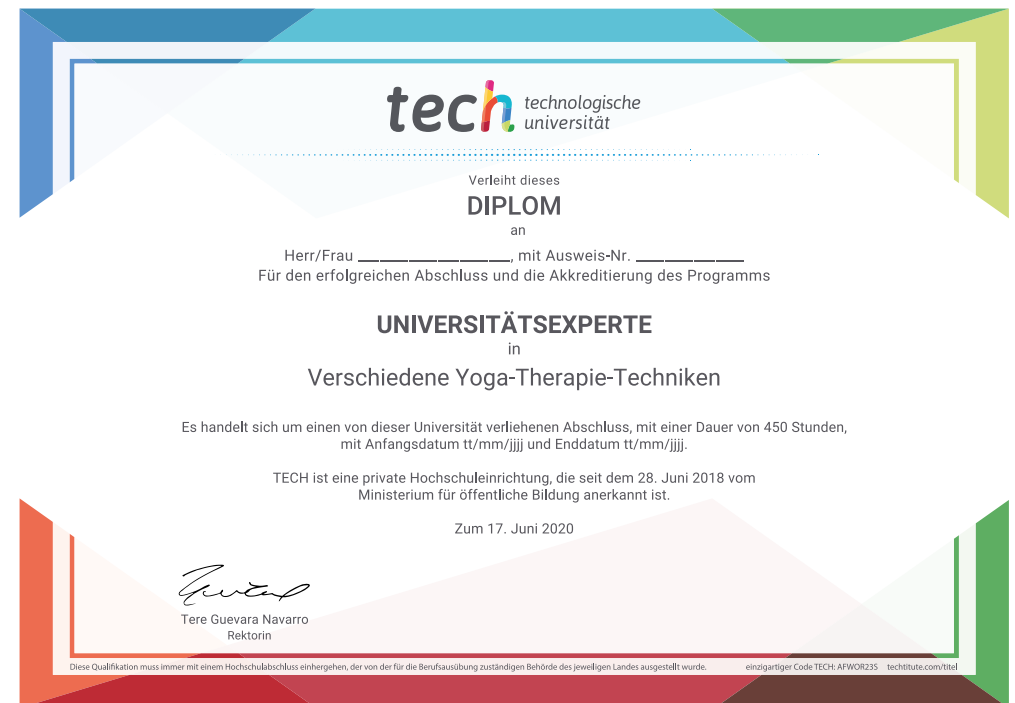 tech technologische
universität
Verleiht dieses
DIPLOM
an
Herr/Frau ____________________, mit Ausweis-Nr. ______________
Für den erfolgreichen Abschluss und die Akkreditierung des Programms
UNIVERSITÄTSEXPERTE
in
Verschiedene Yoga-Therapie-Techniken
Es handelt sich um einen von dieser Universität verliehenen Abschluss, mit einer Dauer von 450 Stunden,
mit Anfangsdatum tt/mm/jjjj und Enddatum tt/mm/jjjj.
TECH ist eine private Hochschuleinrichtung, die seit dem 28. Juni 2018 vom
Ministerium für öffentliche Bildung anerkannt ist.
Zum 17. Juni 2020
Tere Guevara Navarro
Rektorin
Diese Qualifikation muss immer mit einem Hochschulabschluss einhergehen, der von der für die Berufsausübung zuständigen Behörde des jeweiligen Landes ausgestellt wurde. einzigartiger Code TECH: AFWOR23S techtitute.com/titel